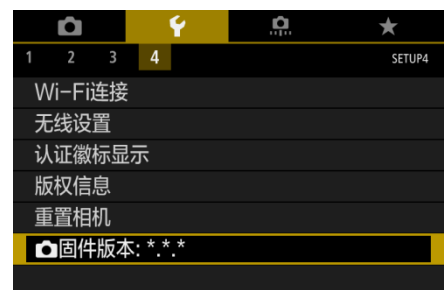 1 2 3 4 SETUP4
Wi-Fi连接
无线设置
认证徽标显示
版权信息
重置相机
固件版本: *.*.*